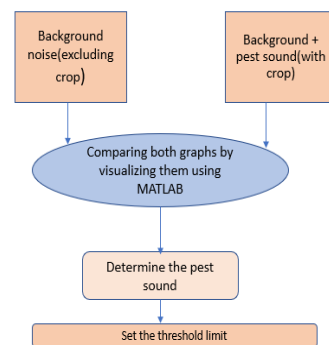 Background
noise(excluding
crop)
Background +
pest sound(with
crop)
Comparing both graphs by
visualizing them using
MATLAB
Determine the pest
sound
Set the threshold limit